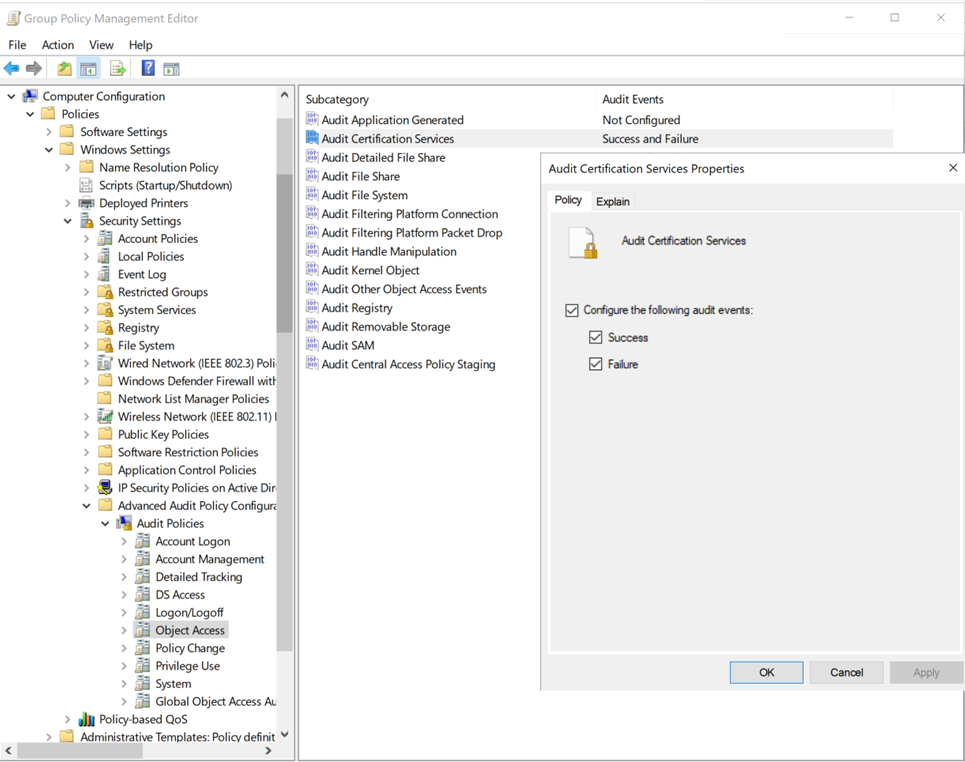 Group Policy Management Editor
File Action View Help
Computer Configuration
Policies
Software Settings
Windows Settings
Name Resolution Policy
Scripts (Startup/Shutdown)
Deployed Printers
Security Settings
Account Policies
Local Policies
Event Log
Restricted Groups
System Services
Registry
File System
Wired Network (IEEE 802.3) Poli
Windows Defender Firewall with
Network List Manager Policies
Wireless Network (IEEE 802.11) I
Public Key Policies
Software Restriction Policies
Application Control Policies
IP Security Policies on Active Dir
Advanced Audit Policy Configura
Audit Policies
Account Logon
Account Management
Detailed Tracking
DS Access
Logon/Logoff
Object Access
Policy Change
Privilege Use
System
Global Object Access Au
Policy-based QoS
Administrative Templates: Policy definit
Subcategory Audit Events
Audit Application Generated Not Configured
Audit Certification Services Success and Failure
Audit Detailed File Share
Audit File Share
Audit File System
Audit Filtering Platform Connection
Audit Filtering Platform Packet Drop
Audit Handle Manipulation
Audit Kernel Object
Audit Other Object Access Events
Audit Registry
Audit Removable Storage
Audit SAM
Audit Central Access Policy Staging
Audit Certification Services Properties
Policy Explain
Audit Certification Services
Configure the following audit events:
Success
Failure
OK Cancel Apply